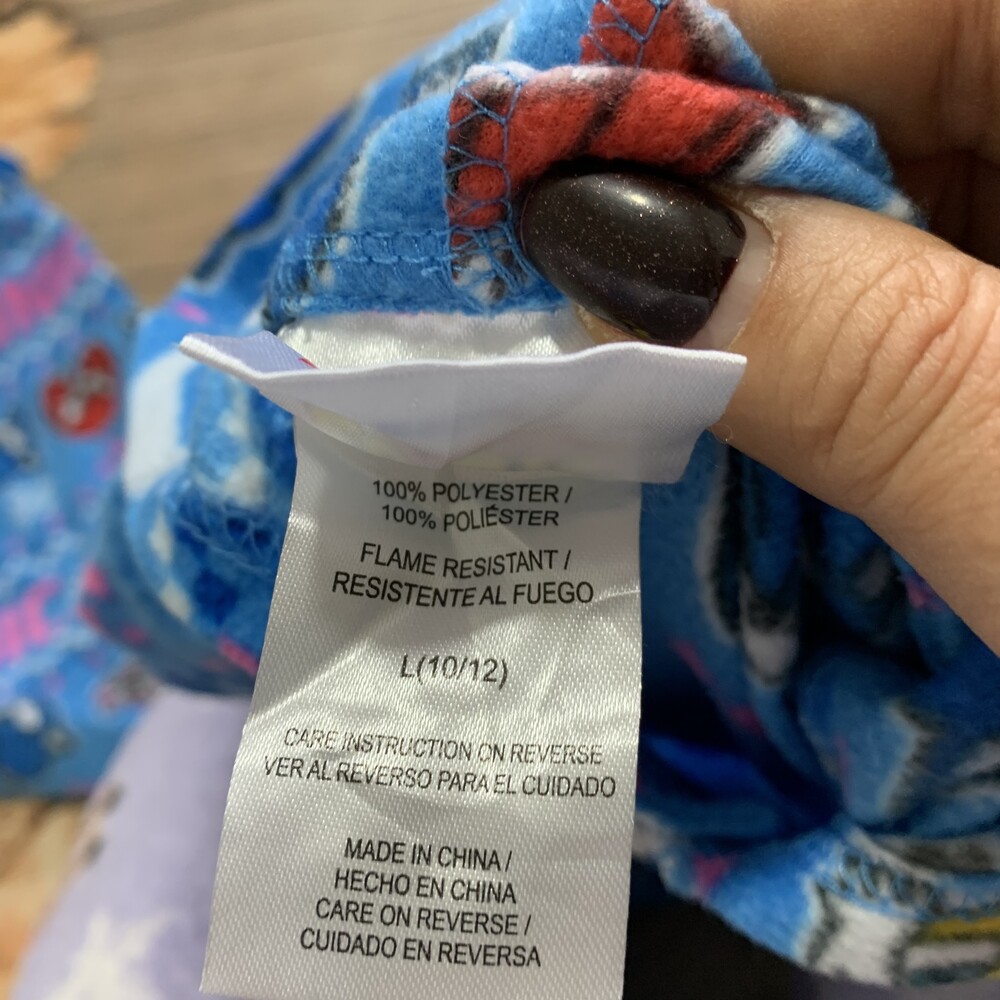 100% POLYESTER /
100% POLIÉSTER
FLAME RESISTANT /
RESISTENTE AL FUEGO
L(10/12)
CARE INSTRUCTION ON REVERSE
VER AL REVERSO PARA EL CUIDADO
MADE IN CHINA /
HECHO EN CHINA
CARE ON REVERSE /
CUIDADO EN REVERSA